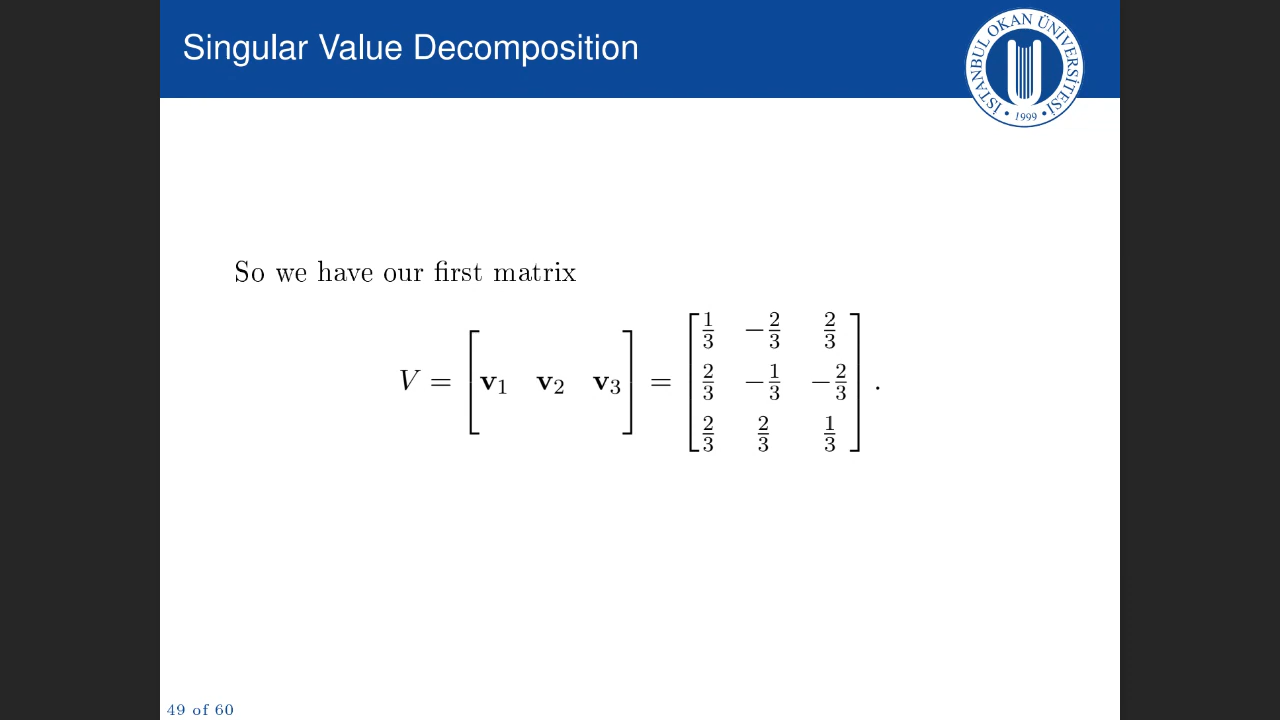 Singular Value Decomposition
İSTANBUL OKAN ÜNİVERSİTESİ
• 1999 •
So we have our first matrix
V = [v₁ v₂ v₃] = [1/3 −2/3 2/3
2/3 −1/3 −2/3
2/3 2/3 1/3].
49 of 60